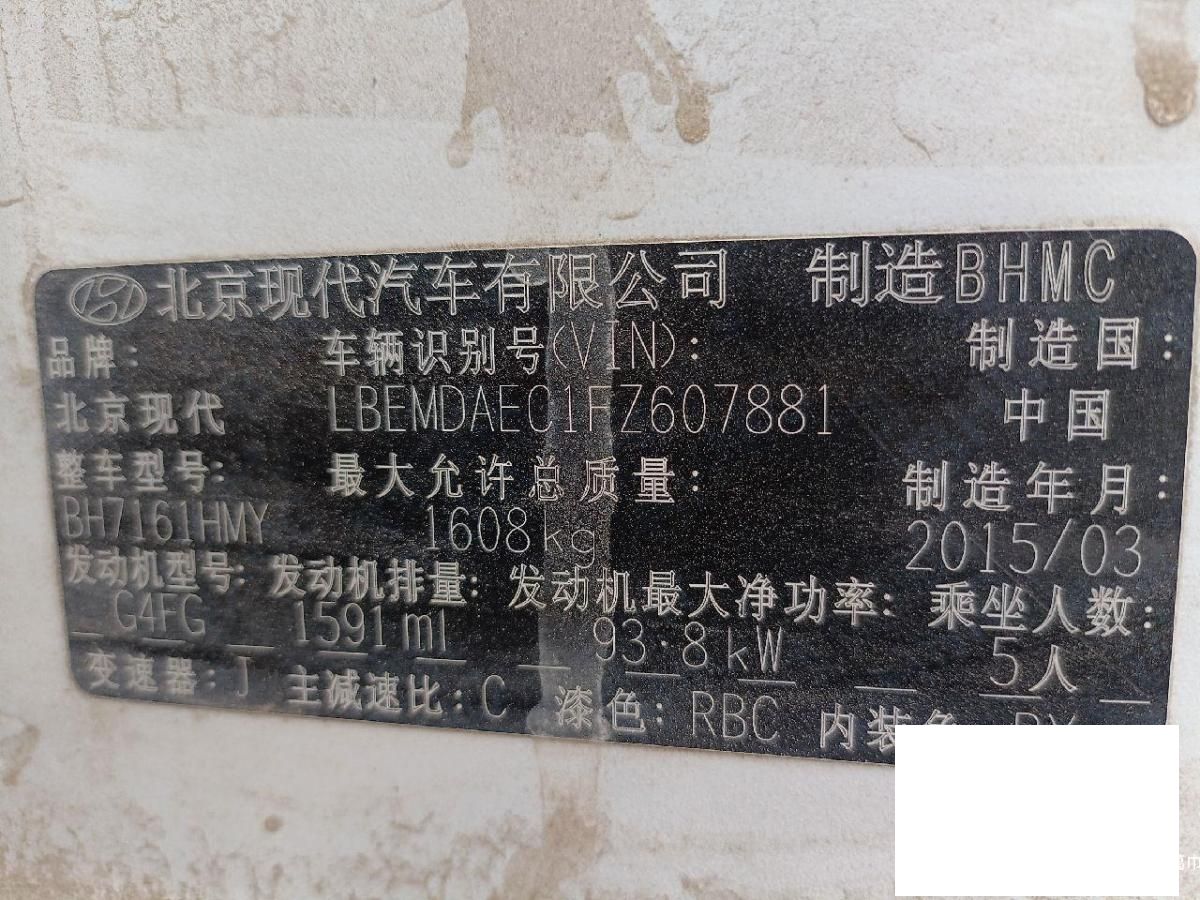 北京现代汽车有限公司 制造BHMC
品牌: 车辆识别号(VIN): 制造国:
北京现代 LBEMDAEC1FZ607881 中国
整车型号: 最大允许总质量: 制造年月:
BH7161HMY 1608kg 2015/03
发动机型号: 发动机排量: 发动机最大净功率: 乘坐人数:
G4FG 1591ml 93.8kW 5人
变速器: J 主减速比: C 漆色: RBC 内装色